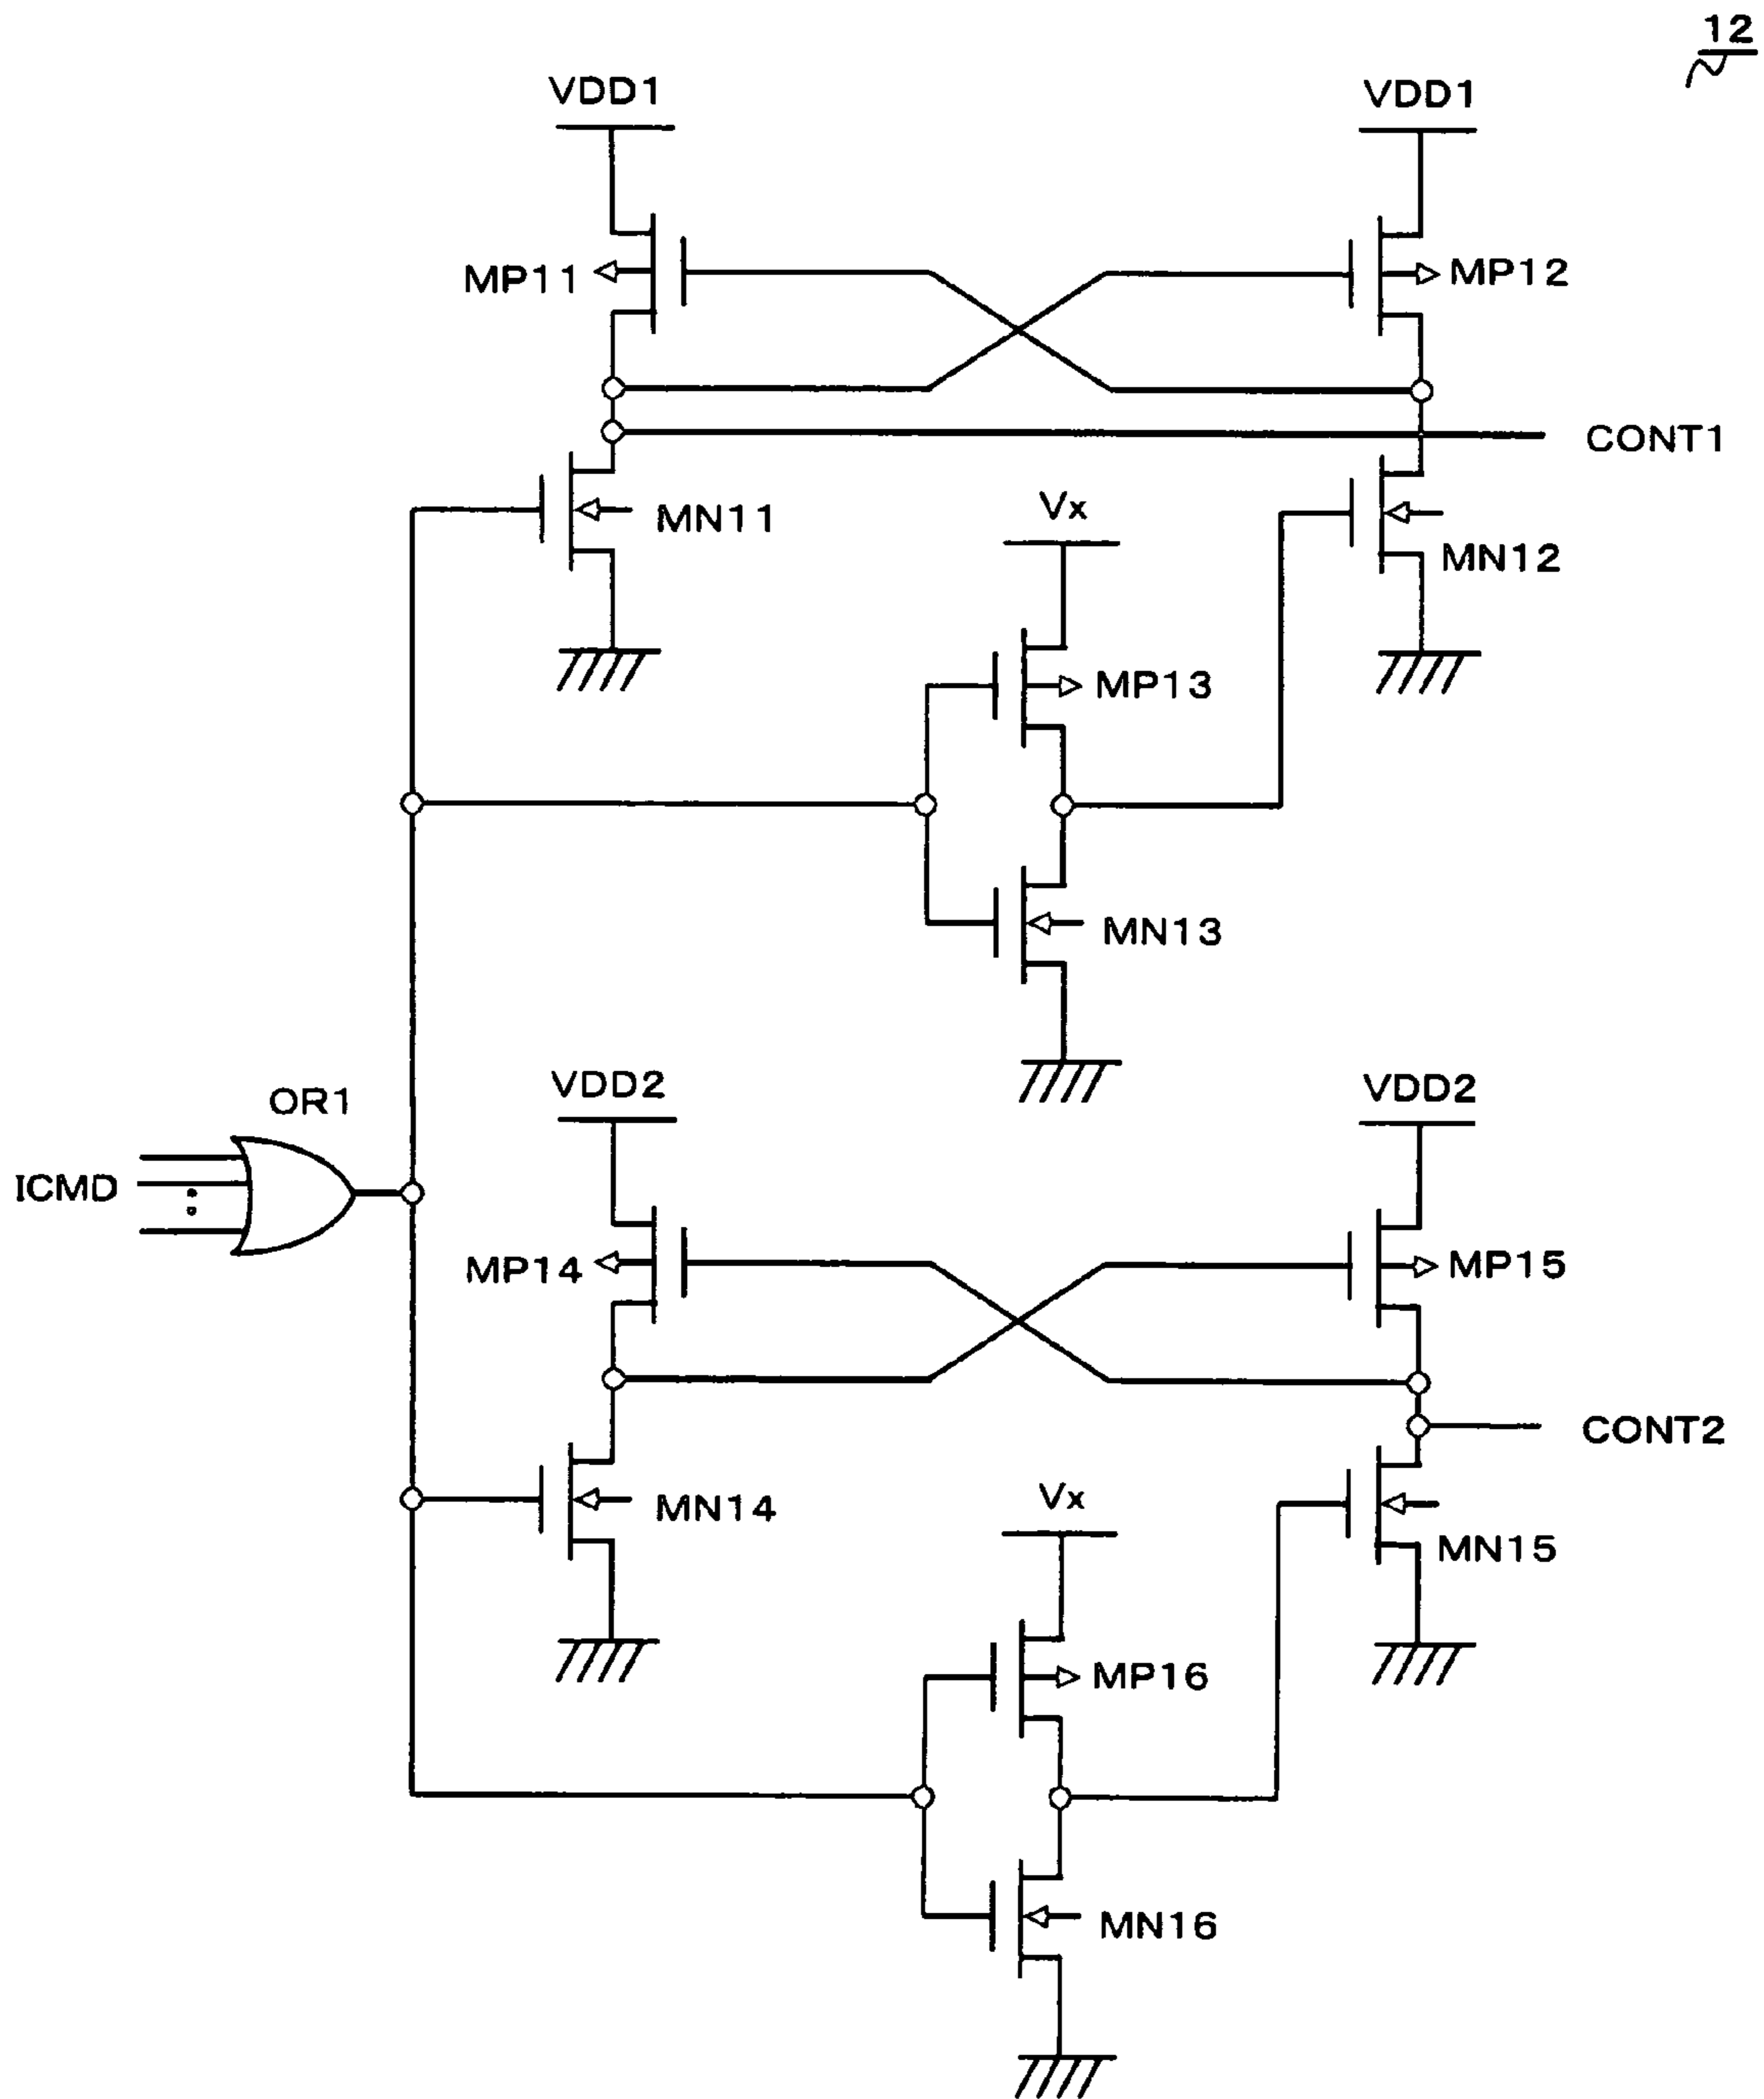 12
VDD1
VDD1
MP11
MP12
CONT1
MN11
Vx
MN12
MP13
MN13
OR1
VDD2
VDD2
ICMD
MP14
MP15
CONT2
MN14
Vx
MN15
MP16
MN16